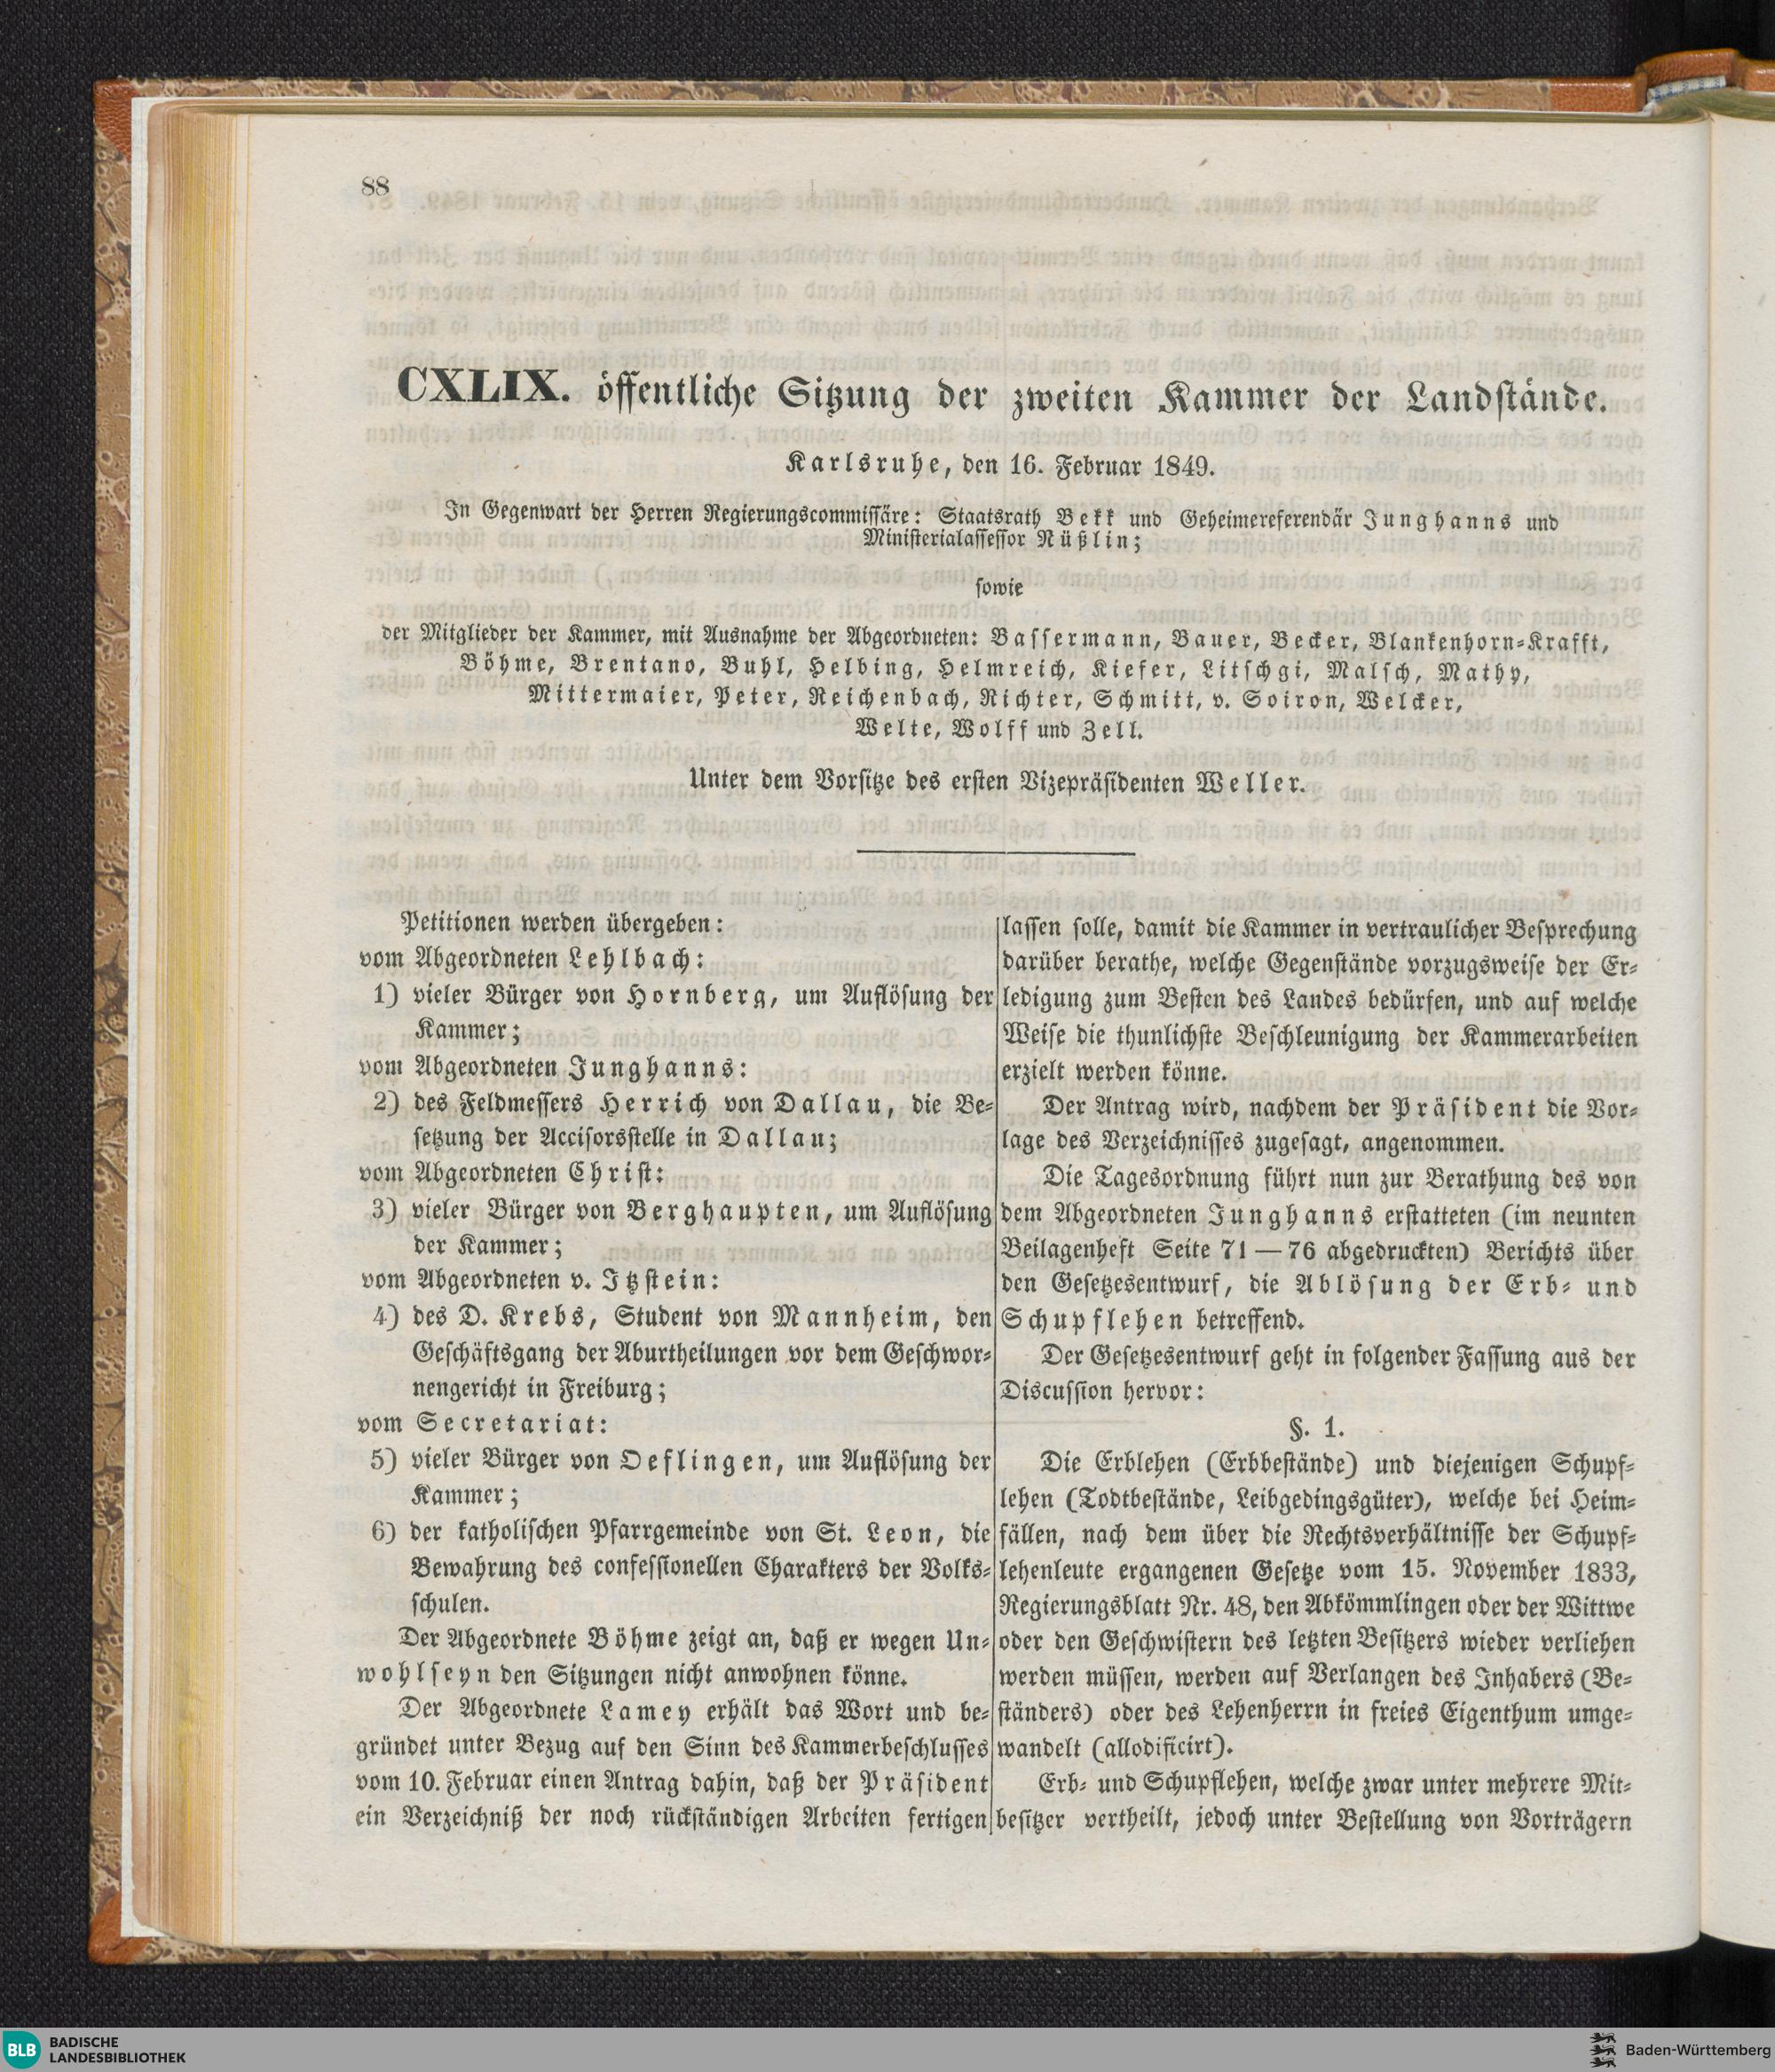 88
CXLIX. öffentliche Sitzung der zweiten Kammer der Landstände.
Karlsruhe, den 16. Februar 1849.
In Gegenwart der Herren Regierungscommissäre: Staatsrath Bekk und Geheimereferendär Junghanns und
Ministerialassessor Nüßlin;
sowie
der Mitglieder der Kammer, mit Ausnahme der Abgeordneten: Bassermann, Bauer, Becker, Blankenhorn-Krafft,
Böhme, Brentano, Buhl, Helbing, Helmreich, Kiefer, Litschgi, Malsch, Mathy,
Mittermaier, Peter, Reichenbach, Richter, Schmitt, v. Soiron, Welcker,
Welte, Wolff und Zell.
Unter dem Vorsitze des ersten Vizepräsidenten Weller.
Petitionen werden übergeben:
vom Abgeordneten Lehlbach:
1) vieler Bürger von Hornberg, um Auflösung der
Kammer;
vom Abgeordneten Junghanns:
2) des Feldmessers Herrich von Dallau, die Be-
setzung der Accisorsstelle in Dallau;
vom Abgeordneten Christ:
3) vieler Bürger von Berghaupten, um Auflösung
der Kammer;
vom Abgeordneten v. Itzstein:
4) des D. Krebs, Student von Mannheim, den
Geschäftsgang der Aburtheilungen vor dem Geschwor-
nengericht in Freiburg;
vom Secretariat:
5) vieler Bürger von Oeflingen, um Auflösung der
Kammer;
6) der katholischen Pfarrgemeinde von St. Leon, die
Bewahrung des confessionellen Charakters der Volks-
schulen.
Der Abgeordnete Böhme zeigt an, daß er wegen Un-
wohlseyn den Sitzungen nicht anwohnen könne.
Der Abgeordnete Lamey erhält das Wort und be-
gründet unter Bezug auf den Sinn des Kammerbeschlusses
vom 10. Februar einen Antrag dahin, daß der Präsident
ein Verzeichniß der noch rückständigen Arbeiten fertigen
lassen solle, damit die Kammer in vertraulicher Besprechung
darüber berathe, welche Gegenstände vorzugsweise der Er-
ledigung zum Besten des Landes bedürfen, und auf welche
Weise die thunlichste Beschleunigung der Kammerarbeiten
erzielt werden könne.
Der Antrag wird, nachdem der Präsident die Vor-
lage des Verzeichnisses zugesagt, angenommen.
Die Tagesordnung führt nun zur Berathung des von
dem Abgeordneten Junghanns erstatteten (im neunten
Beilagenheft Seite 71 — 76 abgedruckten) Berichts über
den Gesetzesentwurf, die Ablösung der Erb- und
Schupflehen betreffend.
Der Gesetzesentwurf geht in folgender Fassung aus der
Discussion hervor:
§. 1.
Die Erblehen (Erbbestände) und diejenigen Schupf-
lehen (Todtbestände, Leibgedingsgüter), welche bei Heim-
fällen, nach dem über die Rechtsverhältnisse der Schupf-
lehenleute ergangenen Gesetze vom 15. November 1833,
Regierungsblatt Nr. 48, den Abkömmlingen oder der Wittwe
oder den Geschwistern des letzten Besitzers wieder verliehen
werden müssen, werden auf Verlangen des Inhabers (Be-
ständers) oder des Lehenherrn in freies Eigenthum umge-
wandelt (allodificirt).
Erb- und Schupflehen, welche zwar unter mehrere Mit-
besitzer vertheilt, jedoch unter Bestellung von Vorträgern
BLB BADISCHE
LANDESBIBLIOTHEK
Baden-Württemberg